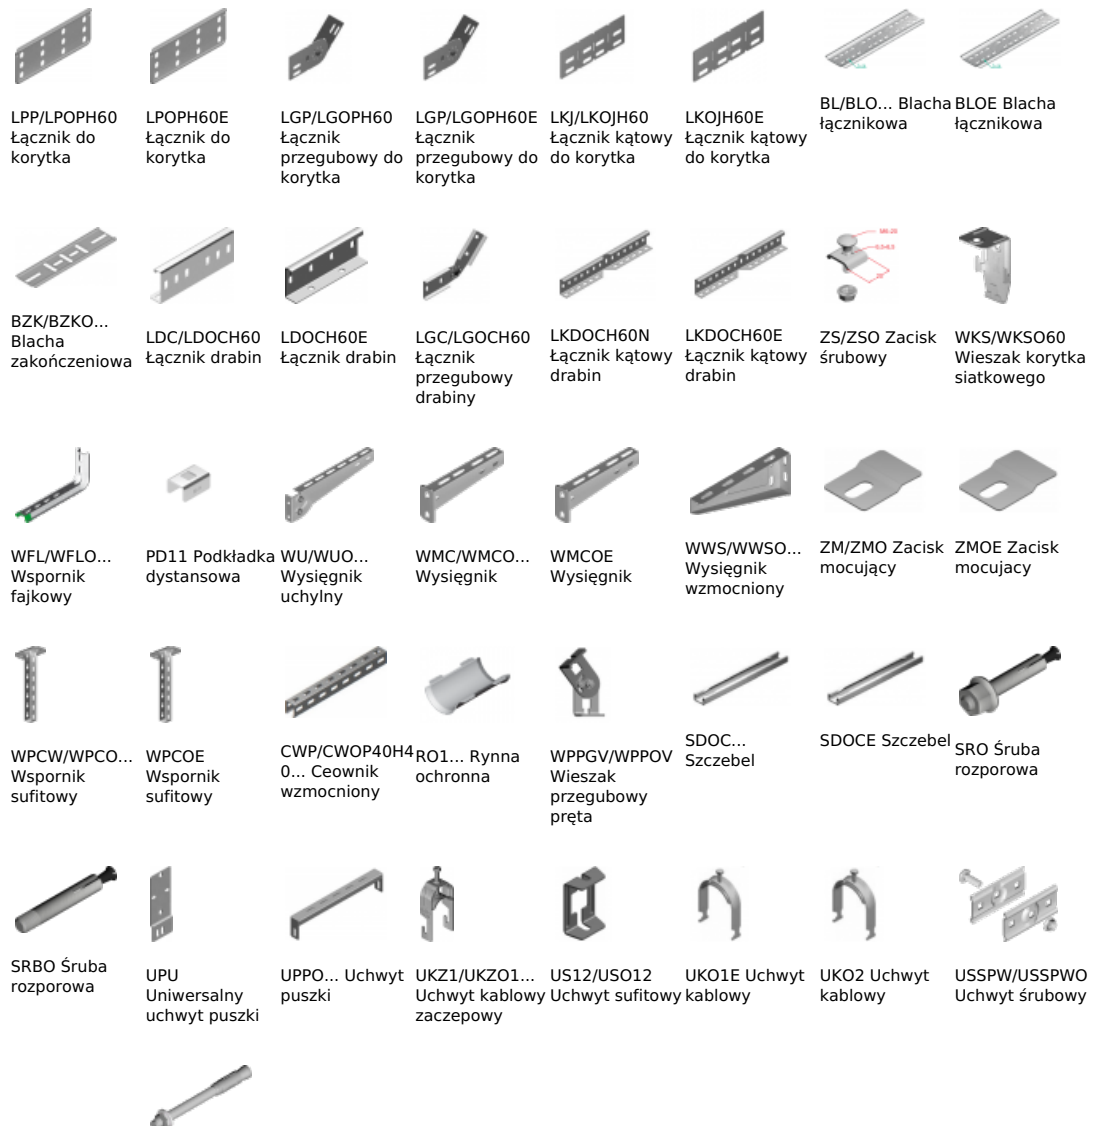 LPP/LPOPH60
Łącznik do
korytka
LPOPH60E
Łącznik do
korytka
LGP/LGOPH60
Łącznik
przegubowy do
korytka
LGP/LGOPH60E
Łącznik
przegubowy do
korytka
LKJ/LKOJH60
Łącznik kątowy
do korytka
LKOJH60E
Łącznik kątowy
do korytka
BL/BLO... Blacha
łącznikowa
BLOE Blacha
łącznikowa
BZK/BZKO...
Blacha
zakończeniowa
LDC/LDOCH60
Łącznik drabin
LDOCH60E
Łącznik drabin
LGC/LGOCH60
Łącznik
przegubowy
drabiny
LKDOCH60N
Łącznik kątowy
drabin
LKDOCH60E
Łącznik kątowy
drabin
ZS/ZSO Zacisk
śrubowy
WKS/WKSO60
Wieszak korytka
siatkowego
WFL/WFLO...
Wspornik
fajkowy
PD11 Podkładka
dystansowa
WU/WUO...
Wysięgnik
uchylny
WMC/WMCO...
Wysięgnik
WMCOE
Wysięgnik
WWS/WWSO...
Wysięgnik
wzmocniony
ZM/ZMO Zacisk
mocujący
ZMOE Zacisk
mocujacy
WPCW/WPCO...
Wspornik
sufitowy
WPCOE
Wspornik
sufitowy
CWP/CWOP40H4
0... Ceownik
wzmocniony
RO1... Rynna
ochronna
WPPGV/WPPOV
Wieszak
przegubowy
pręta
SDOC...
Szczebel
SDOCE Szczebel
SRO Śruba
rozporowa
SRBO Śruba
rozporowa
UPU
Uniwersalny
uchwyt puszki
UPPO... Uchwyt
puszki
UKZ1/UKZO1...
Uchwyt kablowy
zaczepowy
US12/USO12
Uchwyt sufitowy
UKO1E Uchwyt
kablowy
UKO2 Uchwyt
kablowy
USSPW/USSPWO
Uchwyt śrubowy